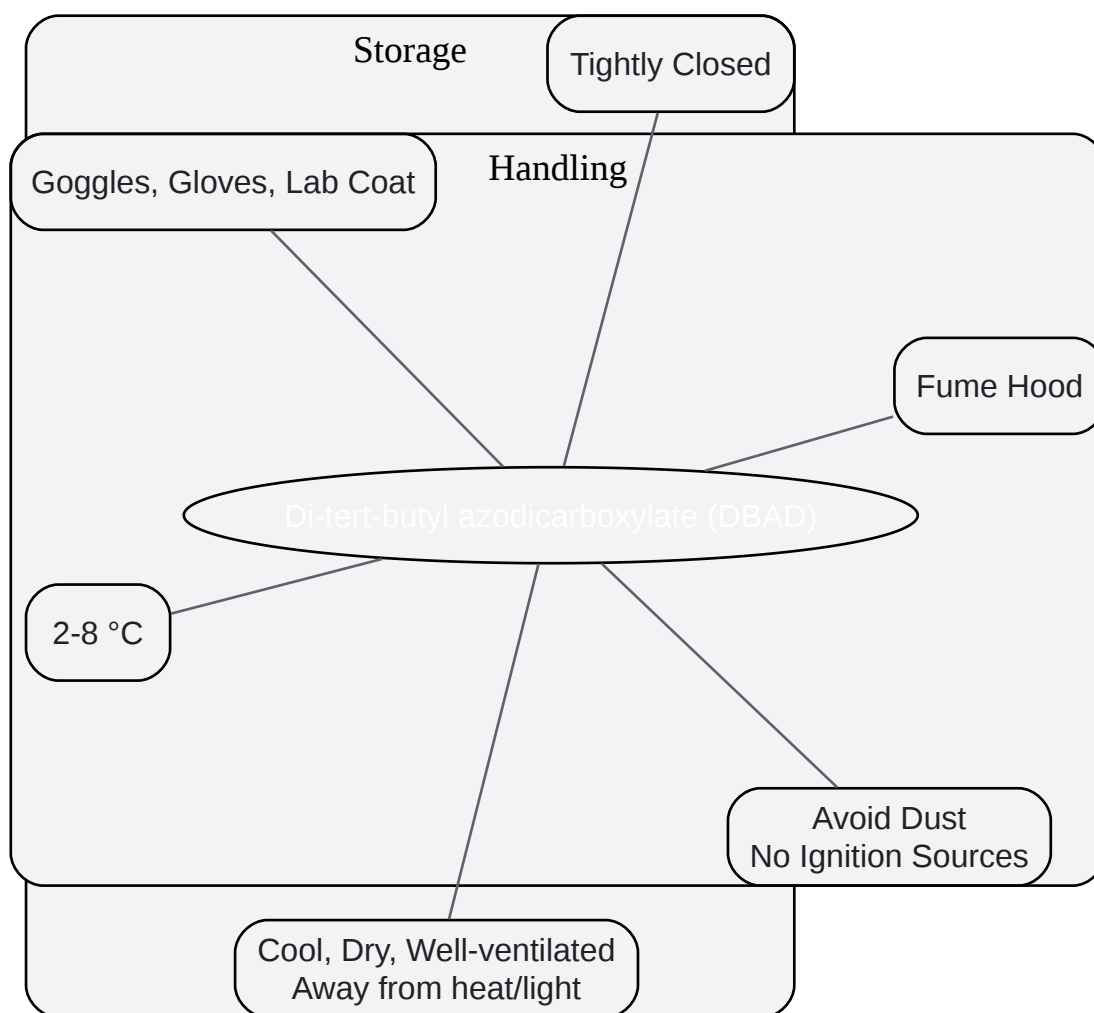 Storage
Tightly Closed
Handling
Goggles, Gloves, Lab Coat
Fume Hood
Di-tert-butyl azodicarboxylate (DBAD)
2-8 °C
Avoid Dust
No Ignition Sources
Cool, Dry, Well-ventilated
Away from heat/light